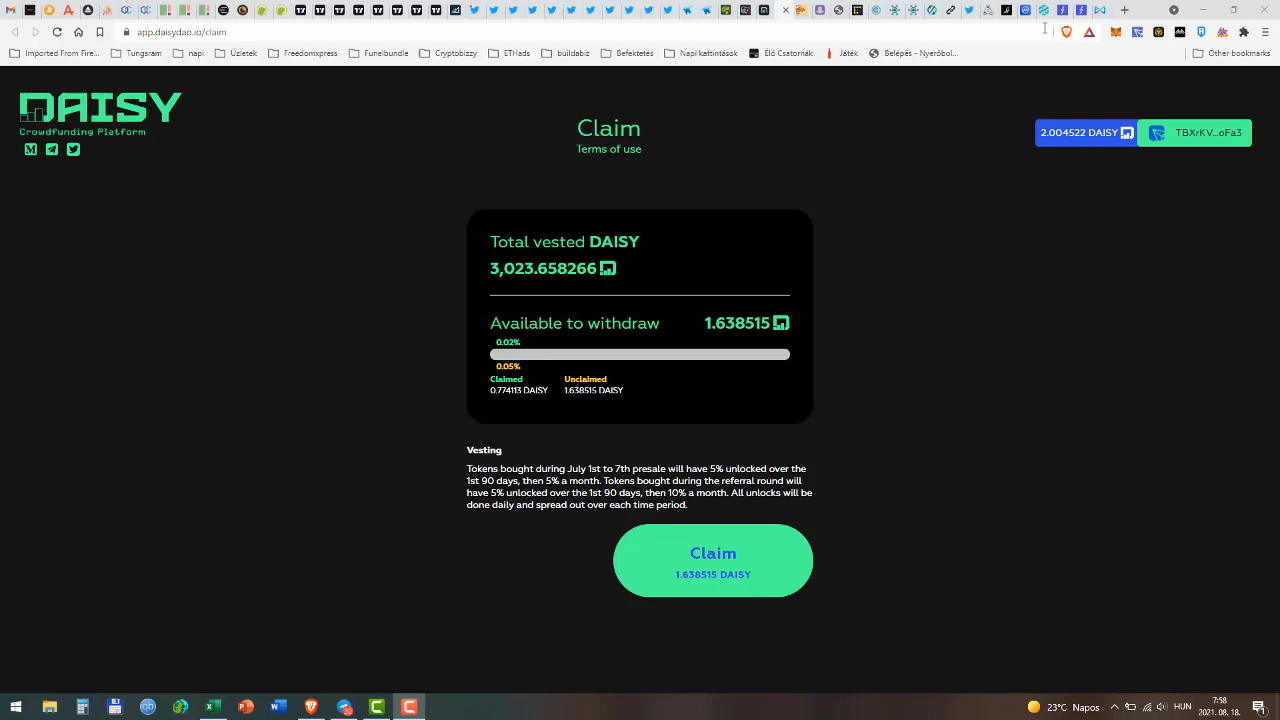 app.daisydao.io/claim
Imported From Fire...
Tungsram
napi
Üzletek
Freedomxpress
Funelbundle
Cryptobizzy
ETHads
buildabiz
Befektetés
Napi kattintások
Élő Csatornák
Játék
Belépés - Nyerőbol...
Other bookmarks
DAISY
Crowdfunding Platform
Claim
Terms of use
2.004522 DAISY
TBXrKV...oFa3
Total vested DAISY
3,023.658266
Available to withdraw 1.638515
0.02%
0.05%
Claimed Unclaimed
0.774113 DAISY 1.638515 DAISY
Vesting
Tokens bought during July 1st to 7th presale will have 5% unlocked over the
1st 90 days, then 5% a month. Tokens bought during the referral round will
have 5% unlocked over the 1st 90 days, then 10% a month. All unlocks will be
done daily and spread out over each time period.
Claim
1.638515 DAISY
23°C Napos
HUN
7:58
2021. 08. 18.